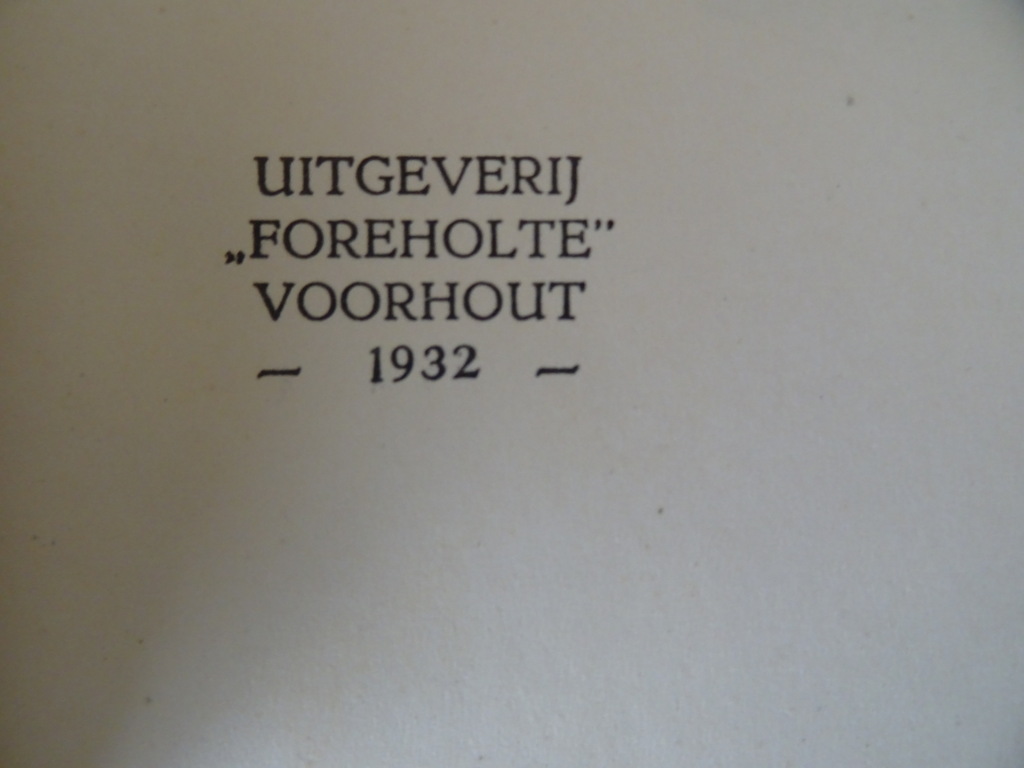 UITGEVERIJ
„FOREHOLTE”
VOORHOUT
— 1932 —